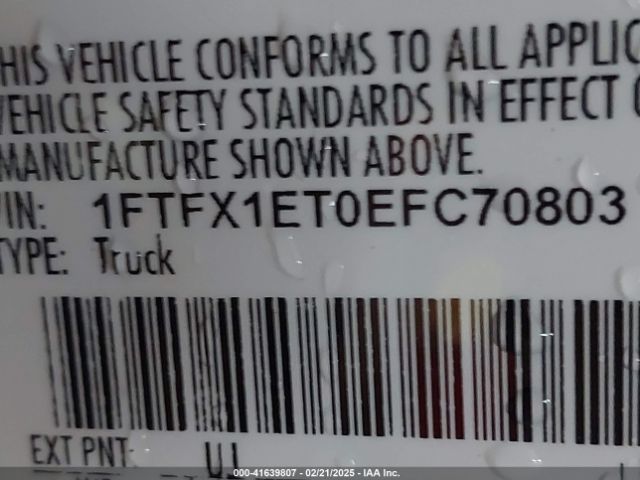 THIS VEHICLE CONFORMS TO ALL APPLIC
VEHICLE SAFETY STANDARDS IN EFFECT O
MANUFACTURE SHOWN ABOVE.
VIN: 1FTFX1ET0EFC70803
TYPE: Truck
EXT PNT: UJ
000-41639807 - 02/21/2025 - IAA Inc.